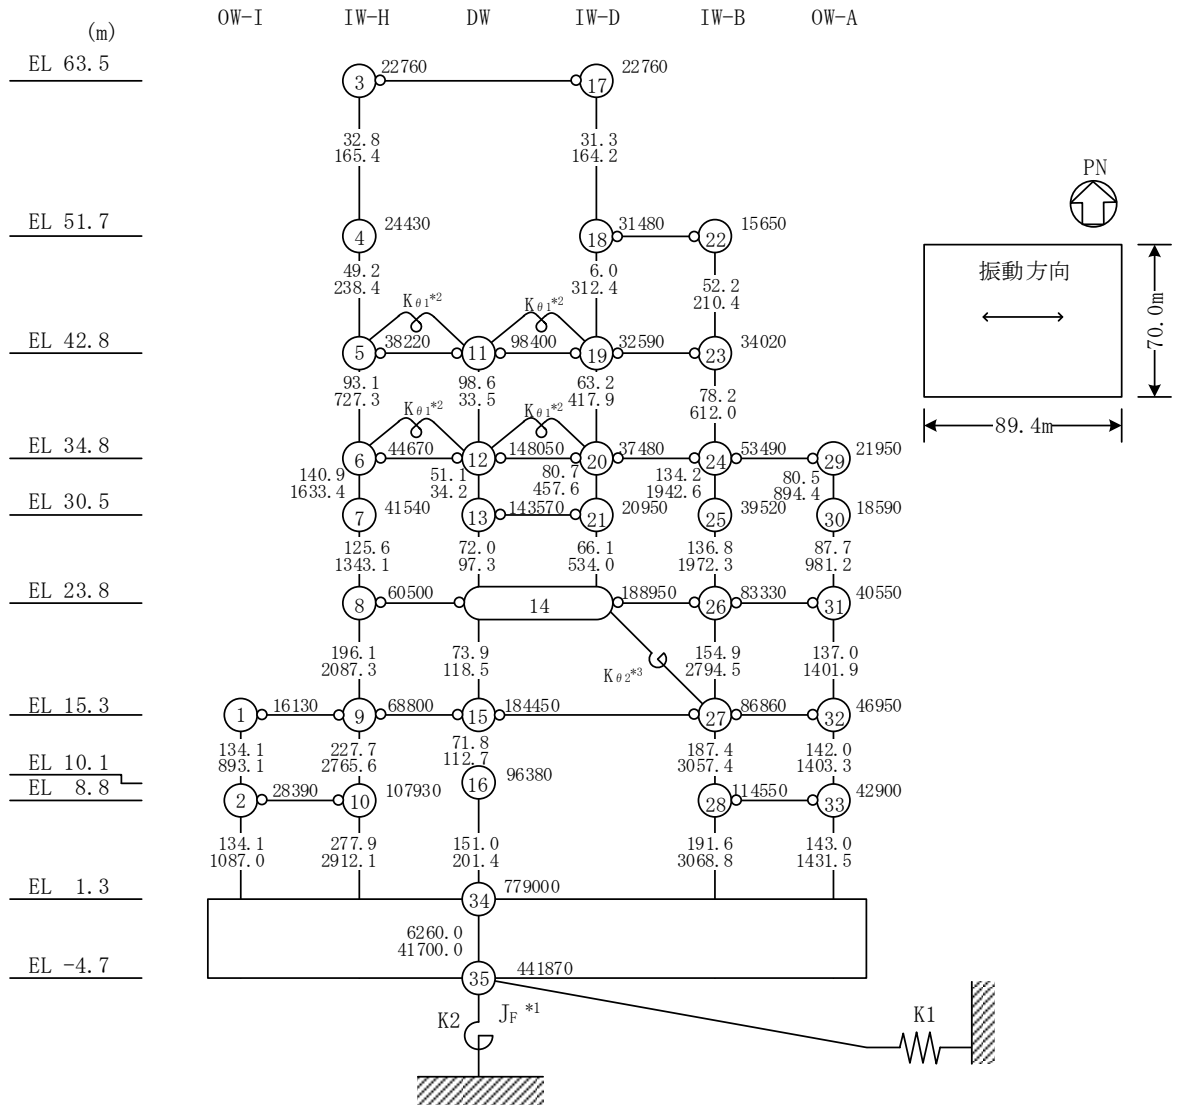 OW-I IW-H DW IW-D IW-B OW-A
(m)
EL 63.5
3 22760 17 22760
PN
32.8 31.3
165.4 164.2
振動方向
70.0m
89.4m
EL 51.7
4 24430 18 31480 22 15650
49.2 6.0 52.2
238.4 312.4 210.4
Kθ1*2 Kθ1*2
EL 42.8
5 38220 11 98400 19 32590 23 34020
93.1 98.6 63.2 78.2
727.3 33.5 417.9 612.0
Kθ1*2 Kθ1*2
EL 34.8
6 44670 12 148050 20 37480 24 53490 29 21950
140.9 51.1 80.7 134.2 80.5
1633.4 34.2 457.6 1942.6 894.4
EL 30.5
7 41540 13 143570 21 20950 25 39520 30 18590
125.6 72.0 66.1 136.8 87.7
1343.1 97.3 534.0 1972.3 981.2
EL 23.8
8 60500 14 188950 26 83330 31 40550
196.1 73.9 154.9 137.0
2087.3 118.5 2794.5 1401.9
Kθ2*3
EL 15.3
1 16130 9 68800 15 184450 27 86860 32 46950
134.1 227.7 71.8 187.4 142.0
893.1 2765.6 112.7 3057.4 1403.3
EL 10.1
16 96380
EL 8.8
2 28390 10 107930 28 114550 33 42900
134.1 277.9 151.0 191.6 143.0
1087.0 2912.1 201.4 3068.8 1431.5
EL 1.3
34 779000
6260.0
41700.0
EL -4.7
35 441870
K2 JF *1 K1